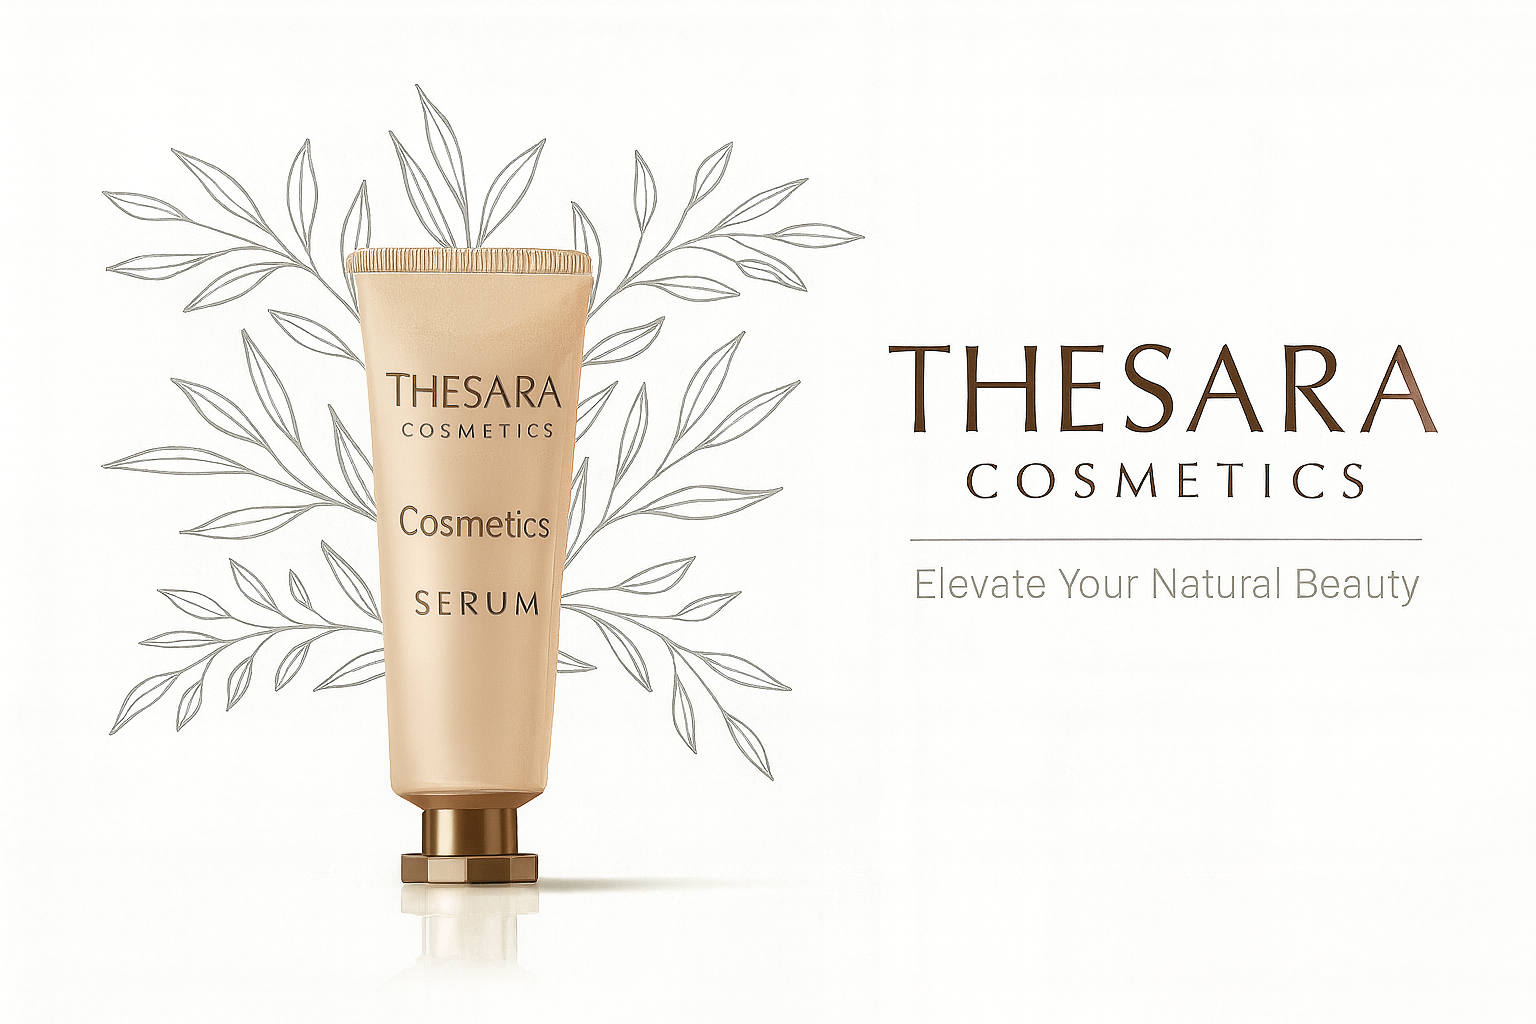 THESARA
COSMETICS
Cosmetics
SERUM
THESARA
COSMETICS
Elevate Your Natural Beauty